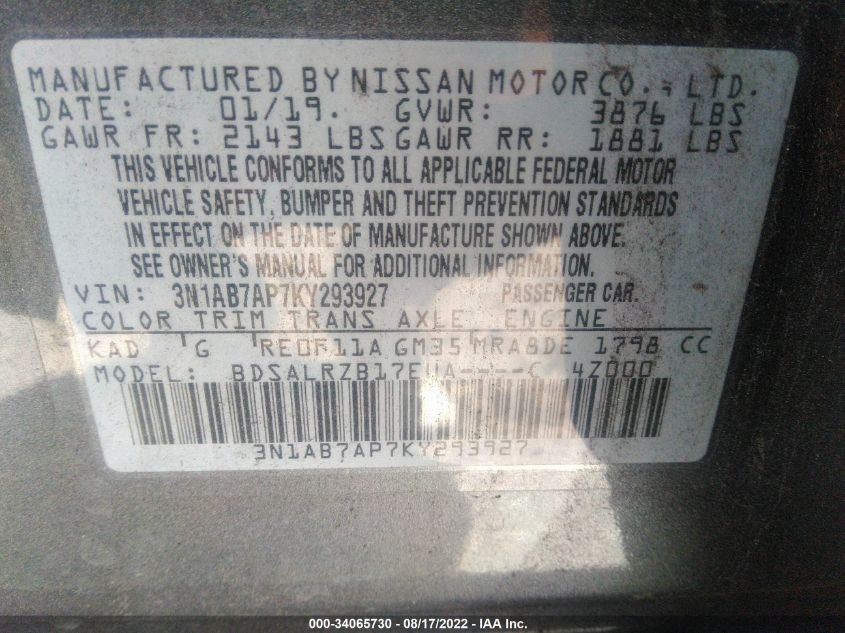 MANUFACTURED BY NISSAN MOTOR CO., LTD.
DATE: 01/19. GVWR: 3876 LBS
GAWR FR: 2143 LBS GAWR RR: 1881 LBS
THIS VEHICLE CONFORMS TO ALL APPLICABLE FEDERAL MOTOR
VEHICLE SAFETY, BUMPER AND THEFT PREVENTION STANDARDS
IN EFFECT ON THE DATE OF MANUFACTURE SHOWN ABOVE.
SEE OWNER'S MANUAL FOR ADDITIONAL INFORMATION.
VIN: 3N1AB7AP7KY293927 PASSENGER CAR.
COLOR TRIM TRANS AXLE ENGINE
KAD G RE0F11A GM35 MRA8DE 1798 CC
MODEL: BDSALRZB17EUA----C 4Z000
3N1AB7AP7KY293927
000-34065730 - 08/17/2022 - IAA Inc.